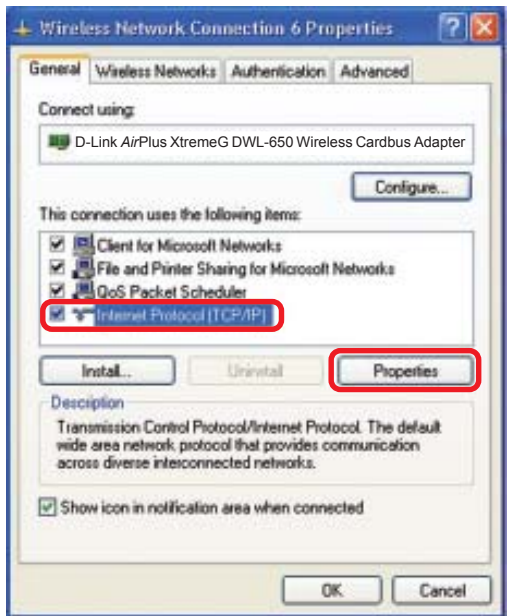 Wireless Network Connection 6 Properties
General Wireless Networks Authentication Advanced
Connect using:
D-Link AirPlus XtremeG DWL-650 Wireless Cardbus Adapter
Configure...
This connection uses the following items:
Client for Microsoft Networks
File and Printer Sharing for Microsoft Networks
QoS Packet Scheduler
Internet Protocol (TCP/IP)
Install... Uninstall Properties
Description
Transmission Control Protocol/Internet Protocol. The default
wide area network protocol that provides communication
across diverse interconnected networks.
Show icon in notification area when connected
OK Cancel